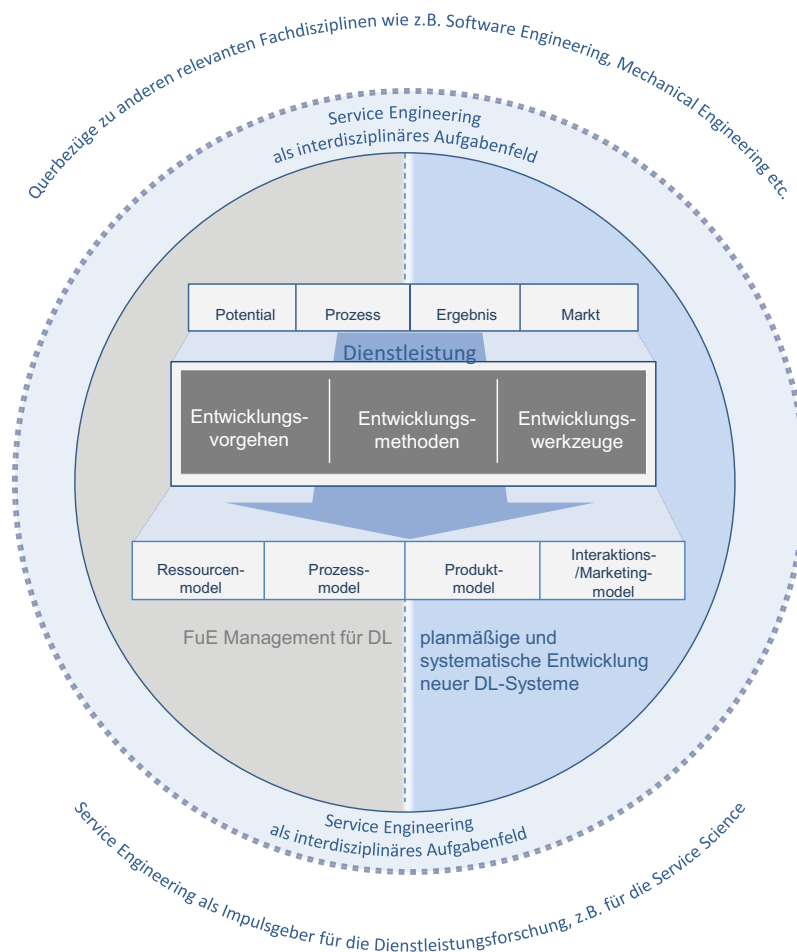 Querbezüge zu anderen relevanten Fachdisziplinen wie z.B. Software Engineering, Mechanical Engineering etc.
Service Engineering
als interdisziplinäres Aufgabenfeld
Potential
Prozess
Ergebnis
Markt
Dienstleistung
Entwicklungs-
vorgehen
Entwicklungs-
methoden
Entwicklungs-
werkzeuge
Ressourcen-
model
Prozess-
model
Produkt-
model
Interaktions-
/Marketing-
model
FuE Management für DL
planmäßige und
systematische Entwicklung
neuer DL-Systeme
Service Engineering
als interdisziplinäres Aufgabenfeld
Service Engineering als Impulsgeber für die Dienstleistungsforschung, z.B. für die Service Science